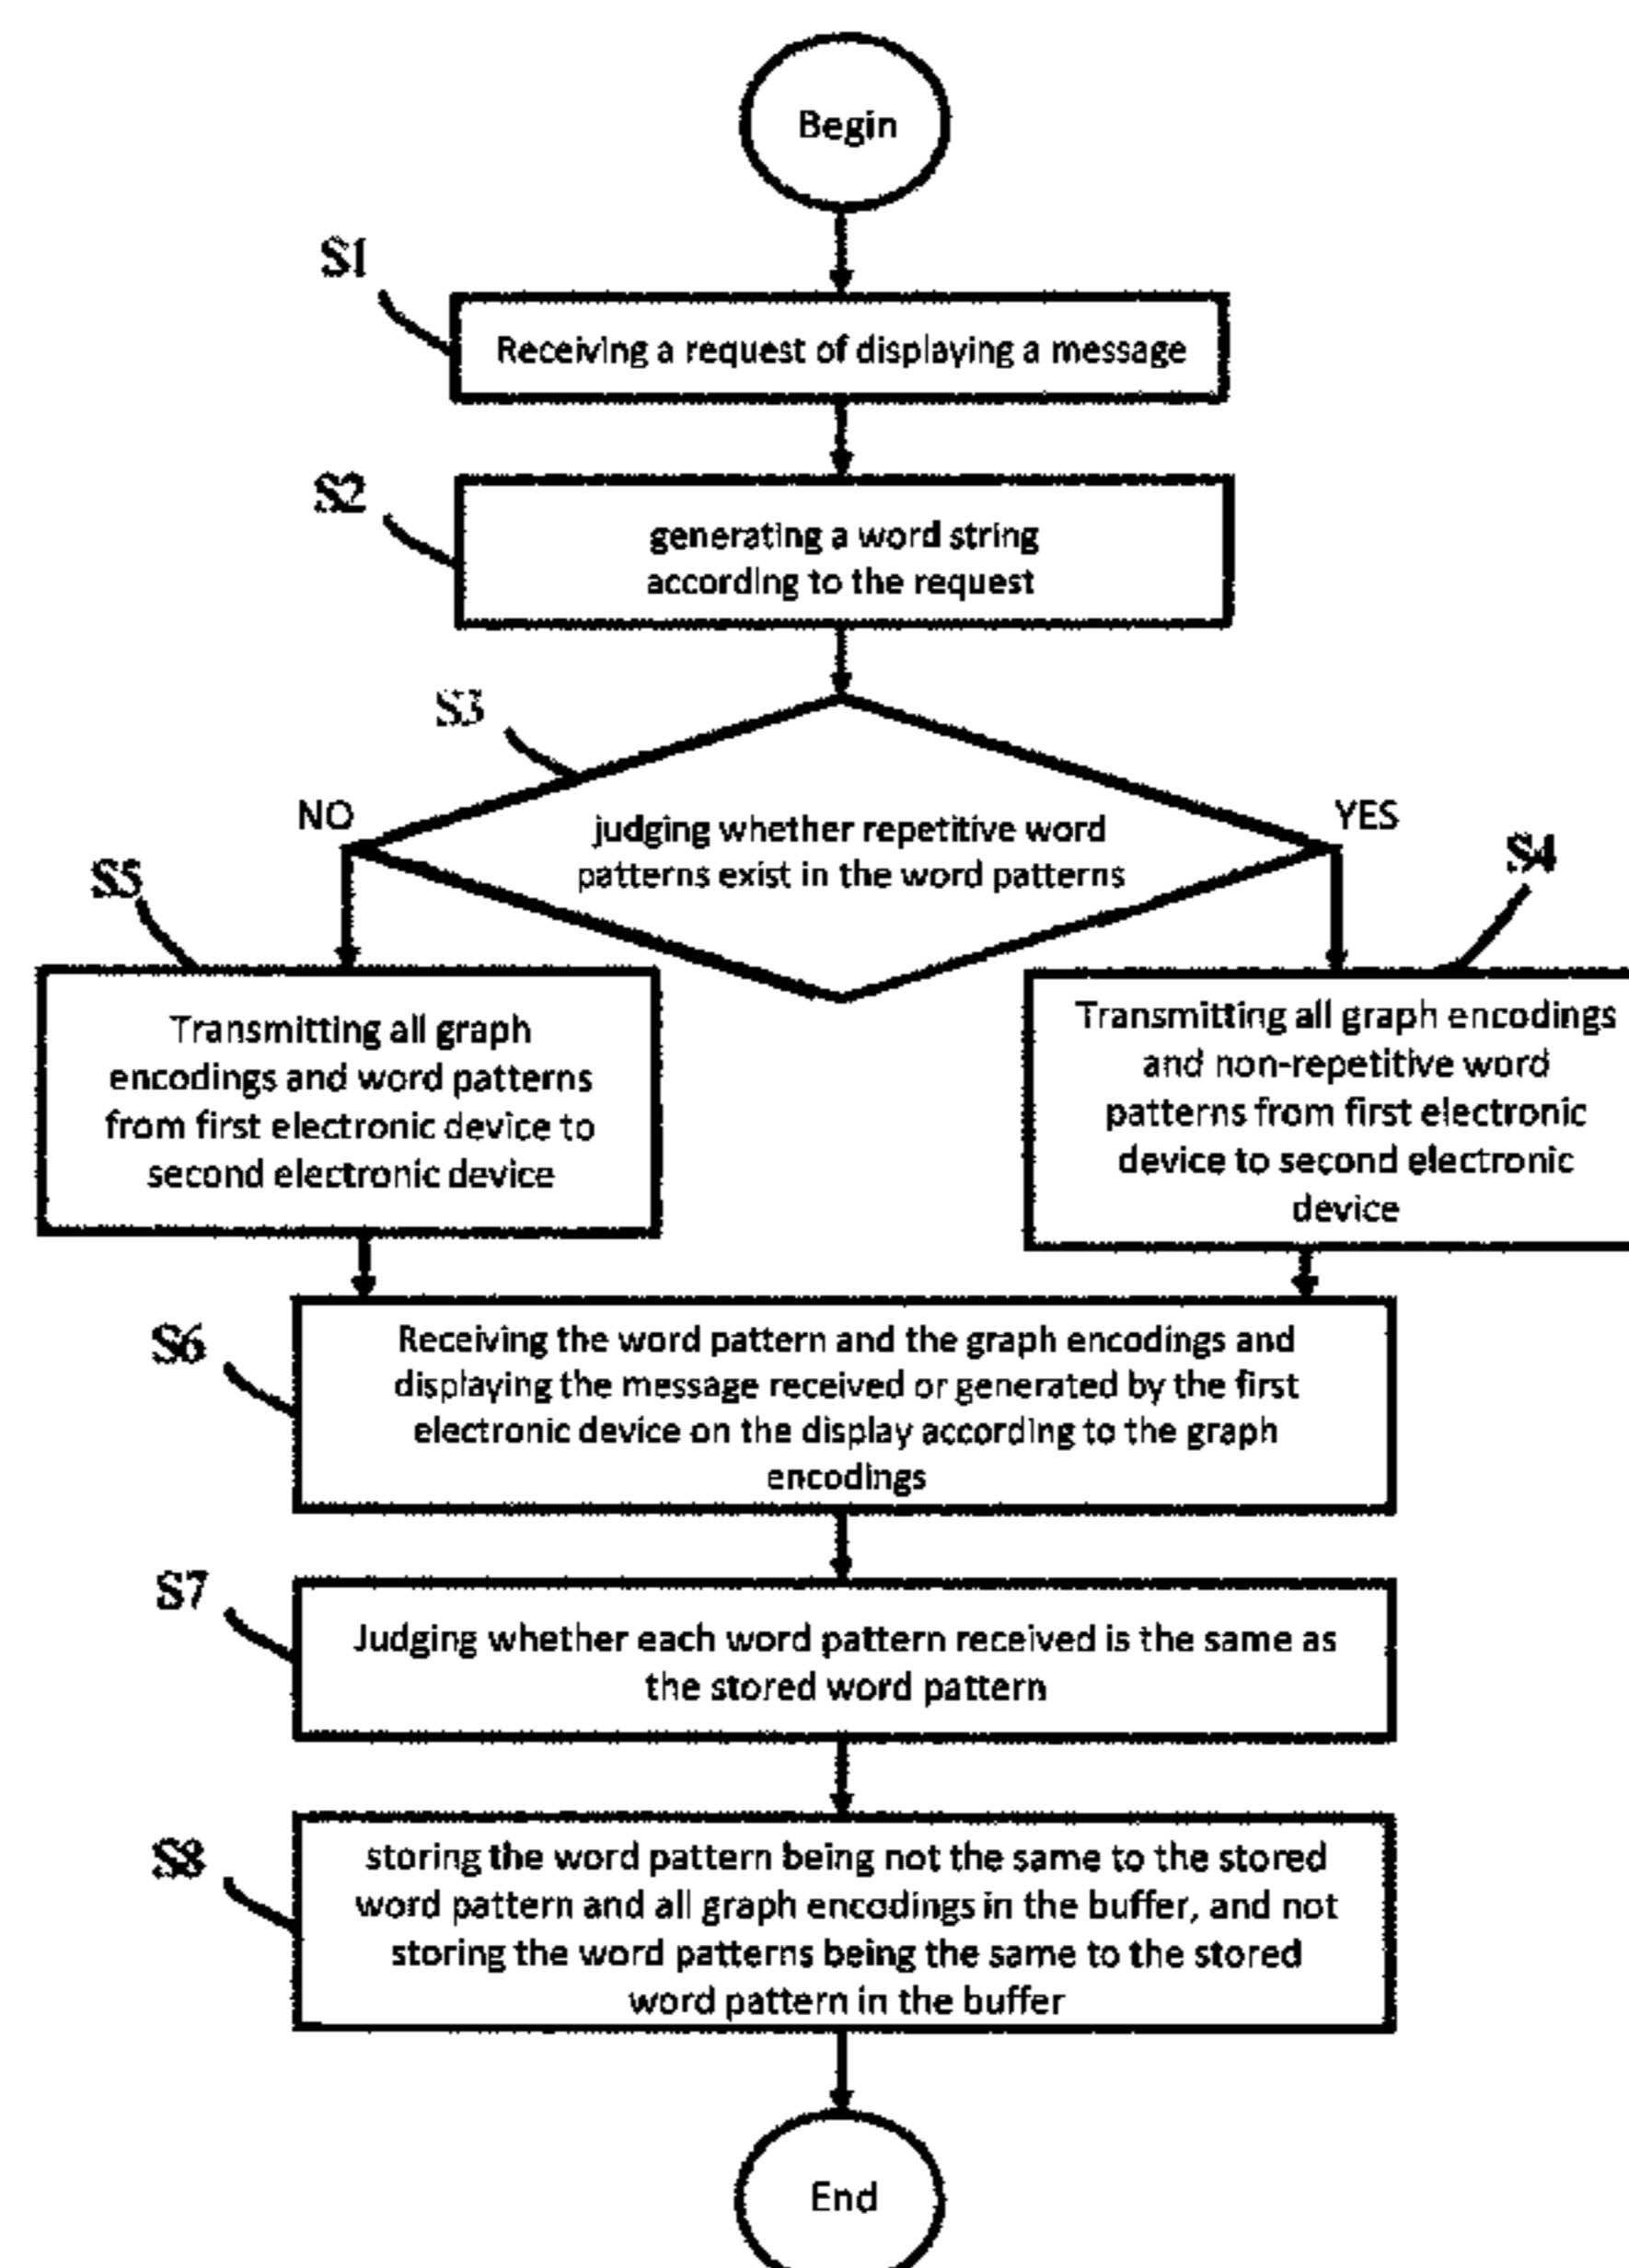 Begin
S1
Receiving a request of displaying a message
S2
generating a word string
according to the request
S3
judging whether repetitive word
patterns exist in the word patterns
NO
YES
S5
Transmitting all graph
encodings and word patterns
from first electronic device to
second electronic device
S4
Transmitting all graph encodings
and non-repetitive word
patterns from first electronic
device to second electronic
device
S6
Receiving the word pattern and the graph encodings and
displaying the message received or generated by the first
electronic device on the display according to the graph
encodings
S7
Judging whether each word pattern received is the same as
the stored word pattern
S8
storing the word pattern being not the same to the stored
word pattern and all graph encodings in the buffer, and not
storing the word patterns being the same to the stored
word pattern in the buffer
End